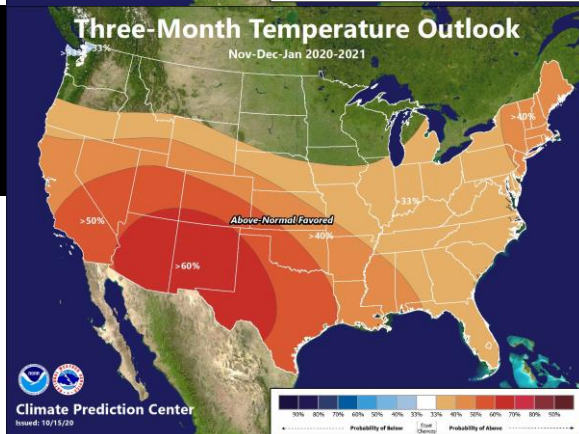 Three-Month Temperature Outlook
Nov-Dec-Jan 2020-2021
>33%
>33%
>40%
>50%
Above-Normal Favored
>33%
>40%
>60%
Climate Prediction Center
Issued: 10/15/20
90% 80% 70% 60% 50% 40% 33% 33% 40% 50% 60% 70% 80% 90%
Probability of Below
Equal
Chances
Probability of Above